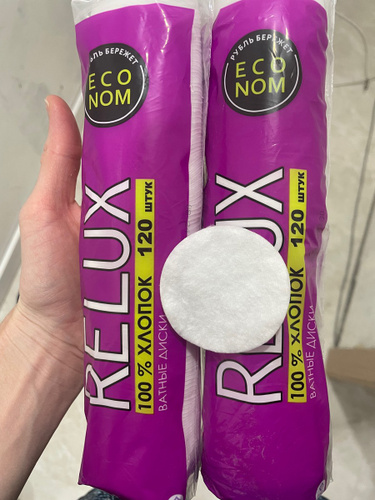 РУБЛЬ БЕРЕЖЕТ
ECO
NOM
RELUX
100 % ХЛОПОК 120 ШТУК
ВАТНЫЕ ДИСКИ
РУБЛЬ БЕРЕЖЕТ
ECO
NOM
RELUX
100 % ХЛОПОК 120 ШТУК
ВАТНЫЕ ДИСКИ